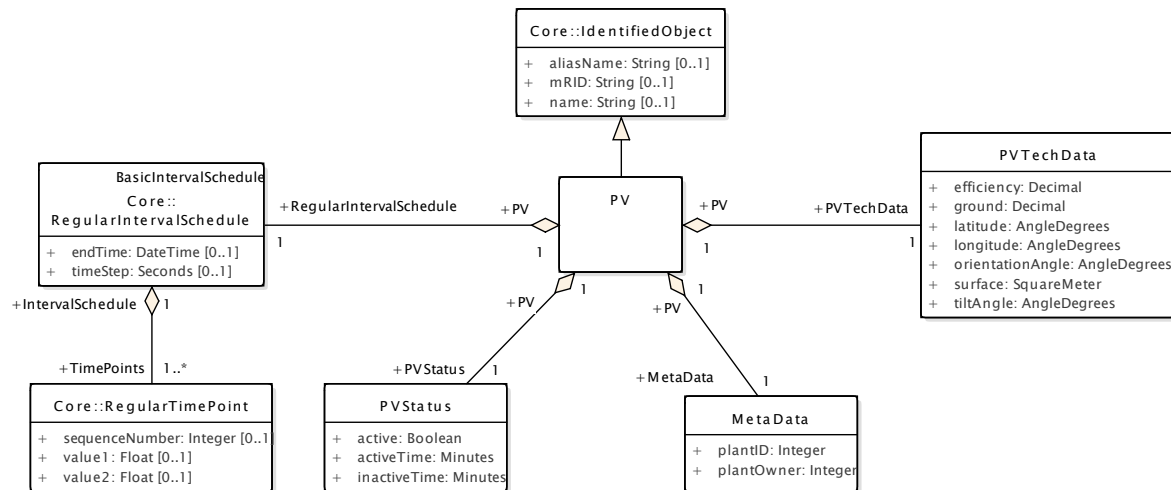 Core::IdentifiedObject
+ aliasName: String [0..1]
+ mRID: String [0..1]
+ name: String [0..1]
BasicIntervalSchedule
Core::
RegularIntervalSchedule
+ endTime: DateTime [0..1]
+ timeStep: Seconds [0..1]
+RegularIntervalSchedule
1
+PV
1
PV
+PV
1
+PVTechData
1
PVTechData
+ efficiency: Decimal
+ ground: Decimal
+ latitude: AngleDegrees
+ longitude: AngleDegrees
+ orientationAngle: AngleDegrees
+ surface: SquareMeter
+ tiltAngle: AngleDegrees
+IntervalSchedule
1
+TimePoints
1..*
Core::RegularTimePoint
+ sequenceNumber: Integer [0..1]
+ value1: Float [0..1]
+ value2: Float [0..1]
+PV
1
+PVStatus
1
PVStatus
+ active: Boolean
+ activeTime: Minutes
+ inactiveTime: Minutes
+PV
1
+MetaData
1
MetaData
+ plantID: Integer
+ plantOwner: Integer